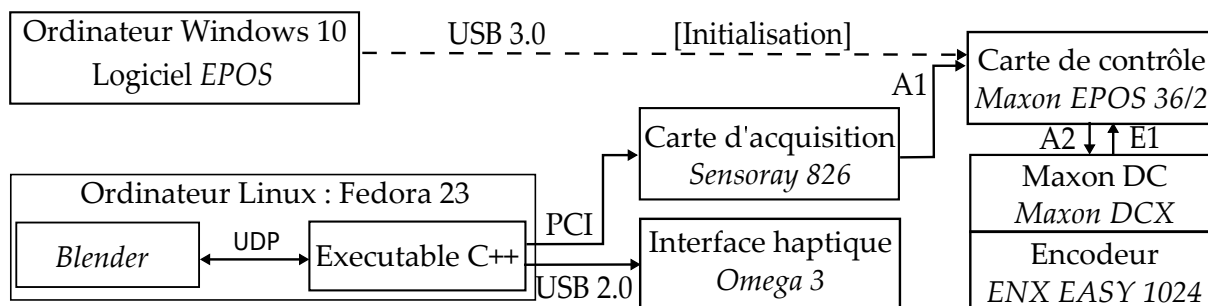 Ordinateur Windows 10
Logiciel EPOS
USB 3.0
[Initialisation]
Carte de contrôle
Maxon EPOS 36/2
A1
Carte d'acquisition
Sensoray 826
A2
E1
Ordinateur Linux : Fedora 23
Blender
UDP
Executable C++
PCI
USB 2.0
Interface haptique
Omega 3
Maxon DC
Maxon DCX
Encodeur
ENX EASY 1024